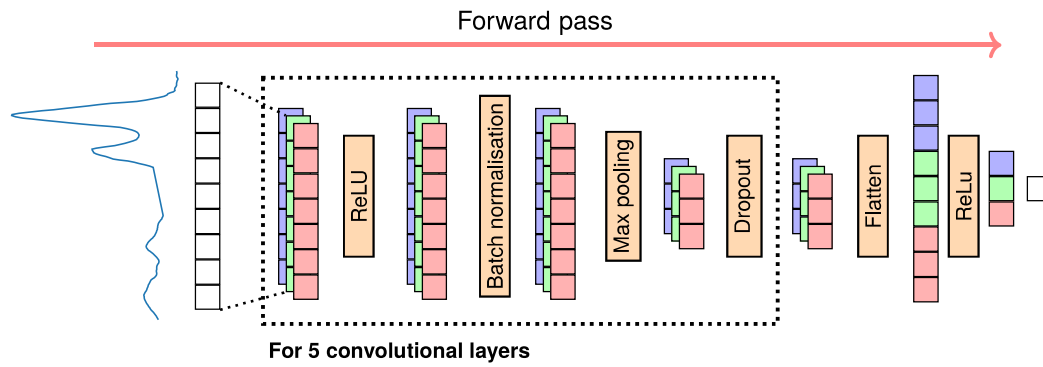 Forward pass
ReLU
Batch normalisation
Max pooling
Dropout
Flatten
ReLu
For 5 convolutional layers